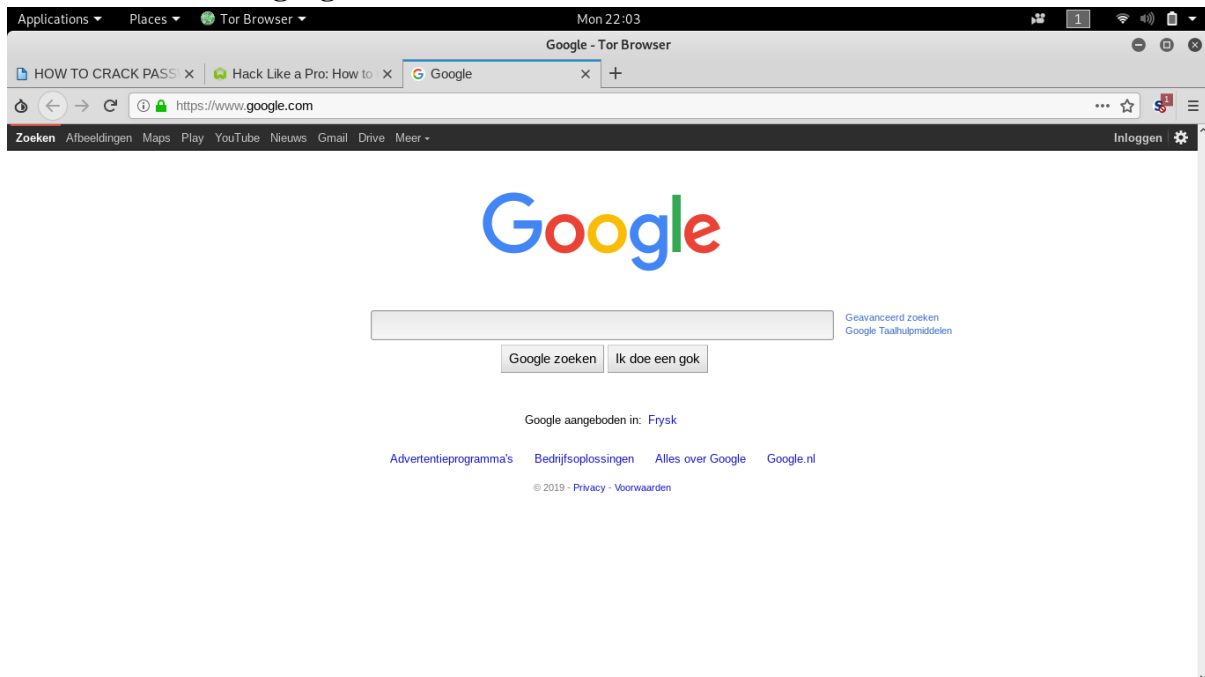 Applications Places Tor Browser Mon 22:03 1
Google - Tor Browser
HOW TO CRACK PASS Hack Like a Pro: How to Google
https://www.google.com 1
Zoeken Afbeeldingen Maps Play YouTube Nieuws Gmail Drive Meer Inloggen
Google
Geavanceerd zoeken
Google Taalhulpmiddelen
Google zoeken Ik doe een gok
Google aangeboden in: Frysk
Advertentieprogramma's Bedrijfsoplossingen Alles over Google Google.nl
© 2019 - Privacy - Voorwaarden